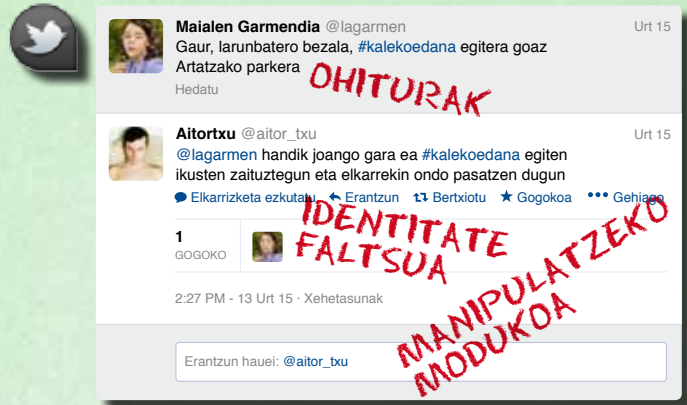 Maialen Garmendia @lagarmen Urt 15
Gaur, larunbatero bezala, #kalekoedana egitera goaz
Artatzako parkera
Hedatu
OHITURAK
Aitortxu @aitor_txu Urt 15
@lagarmen handik joango gara ea #kalekoedana egiten
ikusten zaituztegun eta elkarrekin ondo pasatzen dugun
Elkarrizketa ezkutatu Erantzun Bertxiotu Gogokoa Gehiago
IDENTITATE
FALTSUA
1
GOGOKO
MANIPULATZEKO
MODUKOA
2:27 PM - 13 Urt 15 · Xehetasunak
Erantzun hauei: @aitor_txu